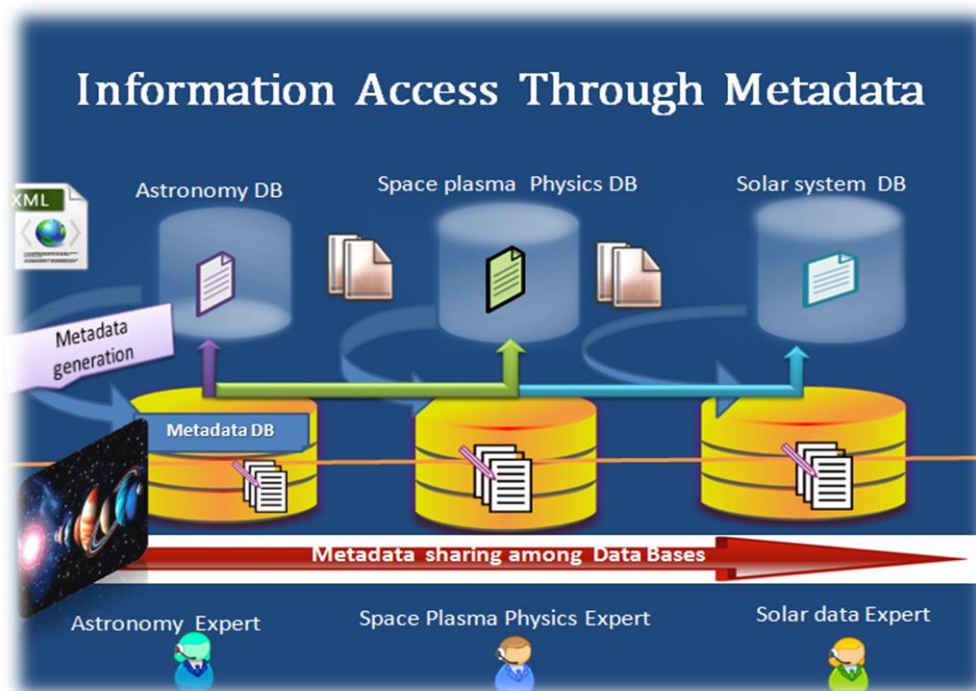 Information Access Through Metadata
Astronomy DB
Space plasma Physics DB
Solar system DB
XML
Metadata
generation
Metadata DB
Metadata sharing among Data Bases
Astronomy Expert
Space Plasma Physics Expert
Solar data Expert